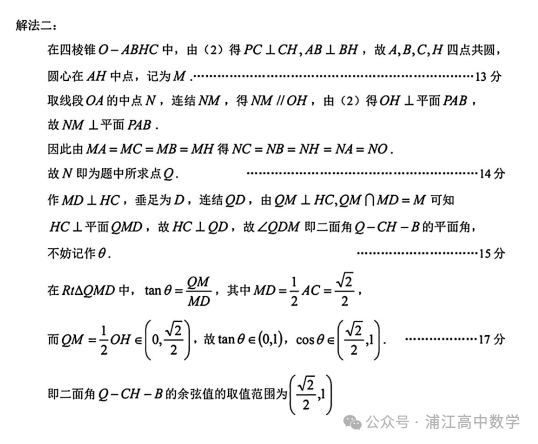 解法二：
在四棱锥 O－ABHC 中，由（2）得 PC⊥CH，AB⊥BH，故 A，B，C，H 四点共圆，
圆心在 AH 中点，记为 M．……………………………………………………………13 分
取线段 OA 的中点 N，连结 NM，得 NM // OH，由（2）得 OH⊥平面 PAB，
故 NM⊥平面 PAB．
因此由 MA＝MC＝MB＝MH 得 NC＝NB＝NH＝NA＝NO．
故 N 即为题中所求点 Q．……………………………………………………14 分
作 MD⊥HC，垂足为 D，连结 QD，由 QM⊥HC，QM∩MD＝M 可知
HC⊥平面 QMD，故 HC⊥QD，故∠QDM 即二面角 Q－CH－B 的平面角，
不妨记作 θ．…………………………15 分
在 RtΔQMD 中，tanθ＝QM/MD，其中 MD＝1/2 AC＝√2/2，
而 QM＝1/2 OH∈(0, √2/2)，故 tanθ∈(0,1)，cosθ∈(√2/2, 1)．………………17 分
即二面角 Q－CH－B 的余弦值的取值范围为(√2/2, 1)
公众号·浦江高中数学